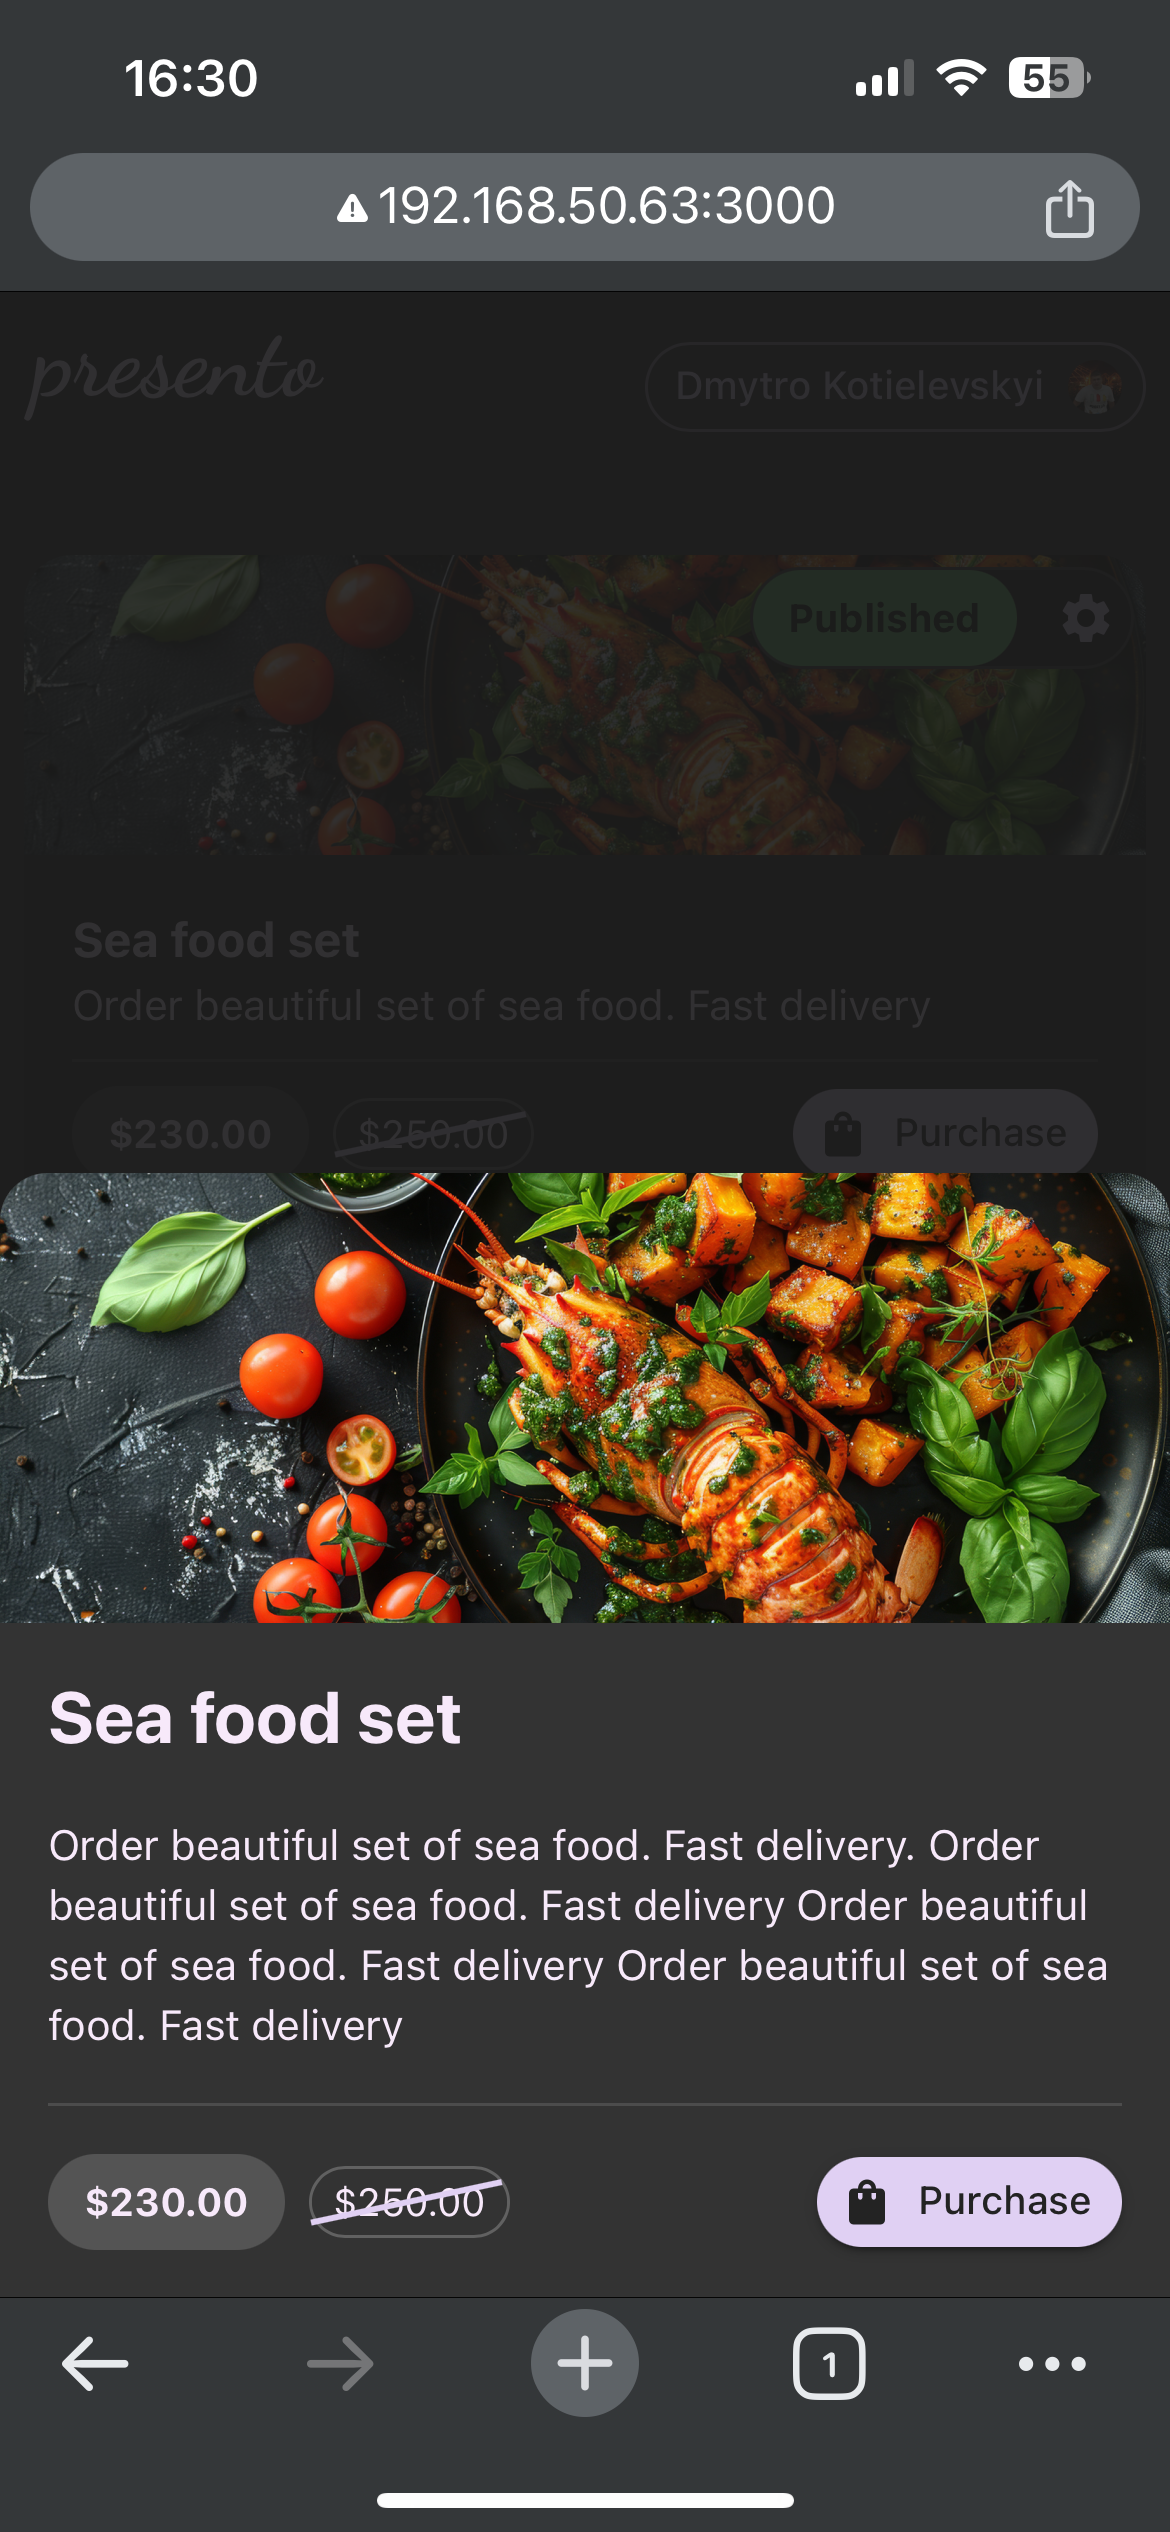 16:30
55
192.168.50.63:3000
presento
Dmytro Kotielevskyi
Published
Sea food set
Order beautiful set of sea food. Fast delivery
$230.00 $250.00 Purchase
Sea food set
Order beautiful set of sea food. Fast delivery. Order
beautiful set of sea food. Fast delivery Order beautiful
set of sea food. Fast delivery Order beautiful set of sea
food. Fast delivery
$230.00 $250.00 Purchase
1